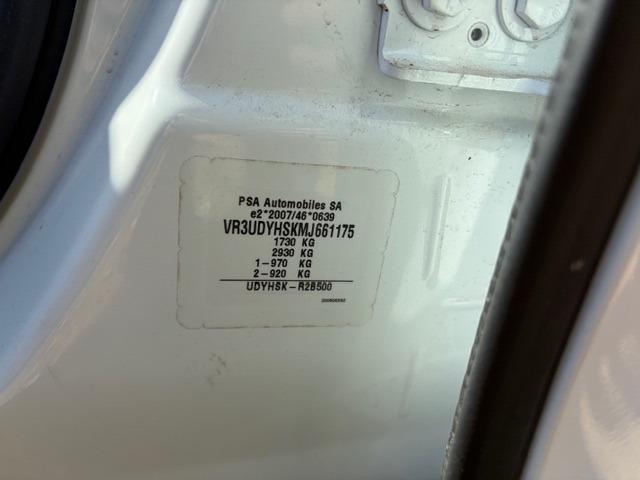 PSA Automobiles SA
e2*2007/46*0639
VR3UDYHSKMJ661175
1730 KG
2930 KG
1-970 KG
2-920 KG
UDYHSK-R2B500